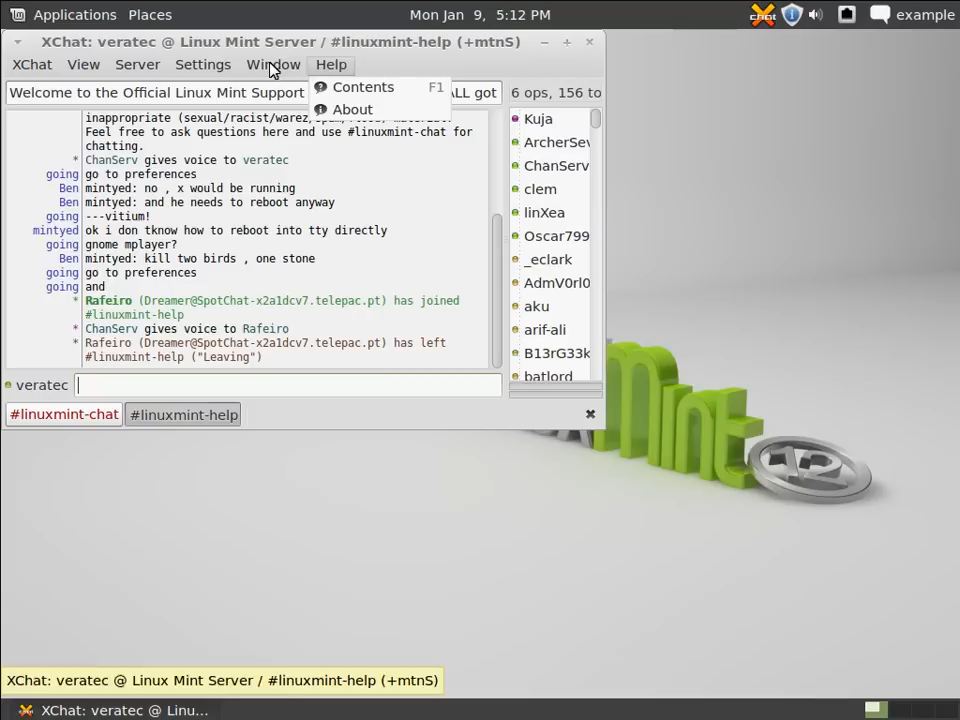 Applications Places Mon Jan 9, 5:12 PM chat example
XChat: veratec @ Linux Mint Server / #linuxmint-help (+mtnS)
XChat View Server Settings Window Help
Contents F1
About
Welcome to the Official Linux Mint Support ALL got 6 ops, 156 to
Feel free to ask questions here and use #linuxmint-chat for
chatting.
* ChanServ gives voice to veratec
going go to preferences
Ben mintyed: no , x would be running
Ben mintyed: and he needs to reboot anyway
going ---vitium!
mintyed ok i don tknow how to reboot into tty directly
going gnome mplayer?
Ben mintyed: kill two birds , one stone
going go to preferences
going and
* Rafeiro (Dreamer@SpotChat-x2a1dcv7.telepac.pt) has joined
#linuxmint-help
* ChanServ gives voice to Rafeiro
* Rafeiro (Dreamer@SpotChat-x2a1dcv7.telepac.pt) has left
#linuxmint-help ("Leaving")
Kuja
ArcherSev
ChanServ
clem
linXea
Oscar799
_eclark
AdmV0rl0
aku
arif-ali
B13rG33k
batlord
veratec
#linuxmint-chat #linuxmint-help
Mint 12
XChat: veratec @ Linux Mint Server / #linuxmint-help (+mtnS)
XChat: veratec @ Linu...